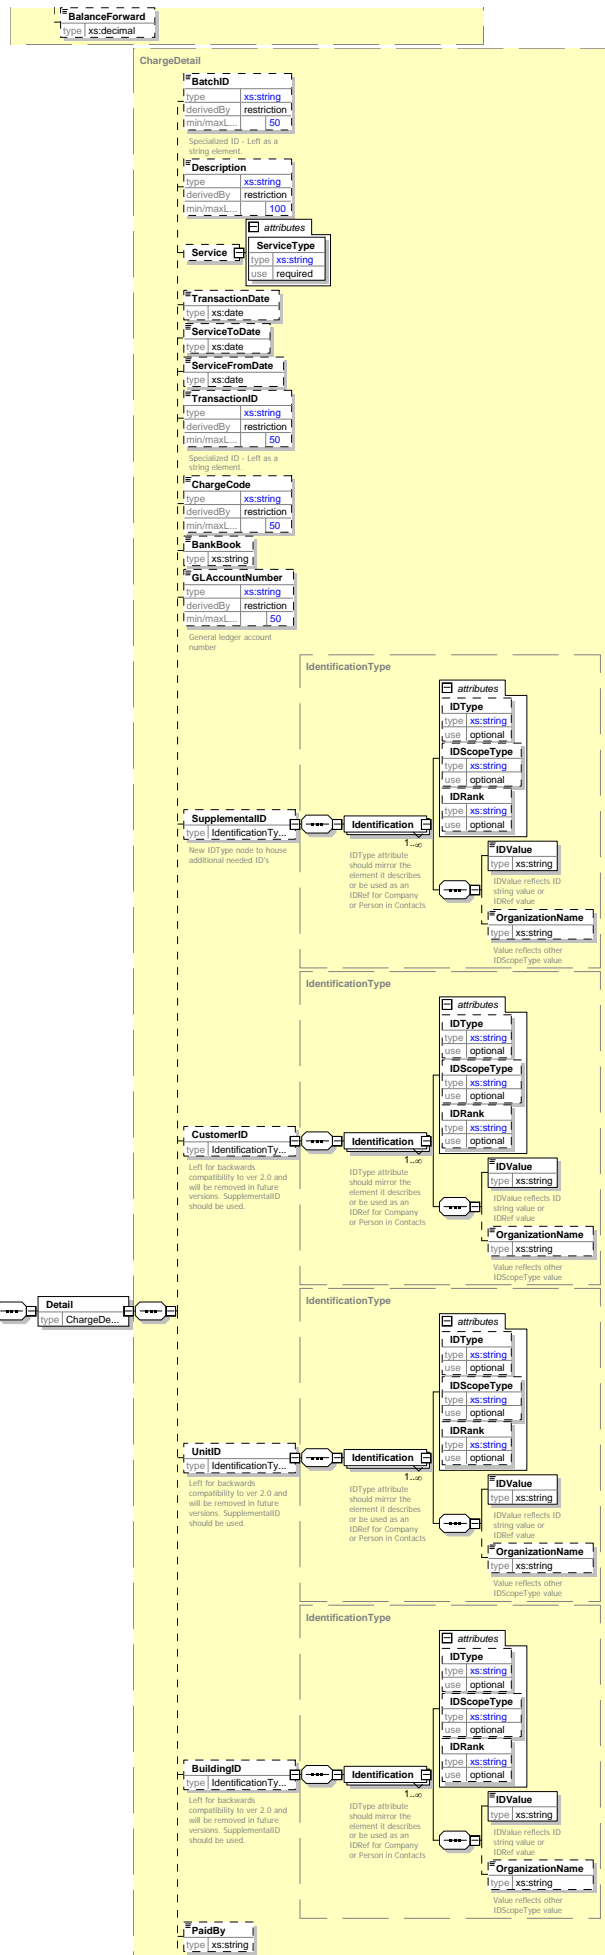 BalanceForward
type xs:decimal
ChargeDetail
BatchID
type xs:string
derivedBy restriction
min/maxL... 50
Specialized ID - Left as a
string element.
Description
type xs:string
derivedBy restriction
min/maxL... 100
attributes
Service
ServiceType
type xs:string
use required
TransactionDate
type xs:date
ServiceToDate
type xs:date
ServiceFromDate
type xs:date
TransactionID
type xs:string
derivedBy restriction
min/maxL... 50
Specialized ID - Left as a
string element.
ChargeCode
type xs:string
derivedBy restriction
min/maxL... 50
BankBook
type xs:string
GLAccountNumber
type xs:string
derivedBy restriction
min/maxL... 50
General ledger account
number
IdentificationType
attributes
IDType
type xs:string
use optional
IDScopeType
type xs:string
use optional
IDRank
type xs:string
use optional
SupplementalID
type IdentificationTy...
New IDType node to house
additional needed ID's
Identification
1..∞
IDType attribute
should mirror the
element it describes
or be used as an
IDRef for Company
or Person in Contacts
IDValue
type xs:string
IDValue reflects ID
string value or
IDRef value
OrganizationName
type xs:string
Value reflects other
IDScopeType value
IdentificationType
attributes
IDType
type xs:string
use optional
IDScopeType
type xs:string
use optional
IDRank
type xs:string
use optional
CustomerID
type IdentificationTy...
Left for backwards
compatibility to ver 2.0 and
will be removed in future
versions. SupplementalID
should be used.
Identification
1..∞
IDType attribute
should mirror the
element it describes
or be used as an
IDRef for Company
or Person in Contacts
IDValue
type xs:string
IDValue reflects ID
string value or
IDRef value
OrganizationName
type xs:string
Value reflects other
IDScopeType value
Detail
type ChargeDe...
IdentificationType
attributes
IDType
type xs:string
use optional
IDScopeType
type xs:string
use optional
IDRank
type xs:string
use optional
UnitID
type IdentificationTy...
Left for backwards
compatibility to ver 2.0 and
will be removed in future
versions. SupplementalID
should be used.
Identification
1..∞
IDType attribute
should mirror the
element it describes
or be used as an
IDRef for Company
or Person in Contacts
IDValue
type xs:string
IDValue reflects ID
string value or
IDRef value
OrganizationName
type xs:string
Value reflects other
IDScopeType value
IdentificationType
attributes
IDType
type xs:string
use optional
IDScopeType
type xs:string
use optional
IDRank
type xs:string
use optional
BuildingID
type IdentificationTy...
Left for backwards
compatibility to ver 2.0 and
will be removed in future
versions. SupplementalID
should be used.
Identification
1..∞
IDType attribute
should mirror the
element it describes
or be used as an
IDRef for Company
or Person in Contacts
IDValue
type xs:string
IDValue reflects ID
string value or
IDRef value
OrganizationName
type xs:string
Value reflects other
IDScopeType value
PaidBy
type xs:string